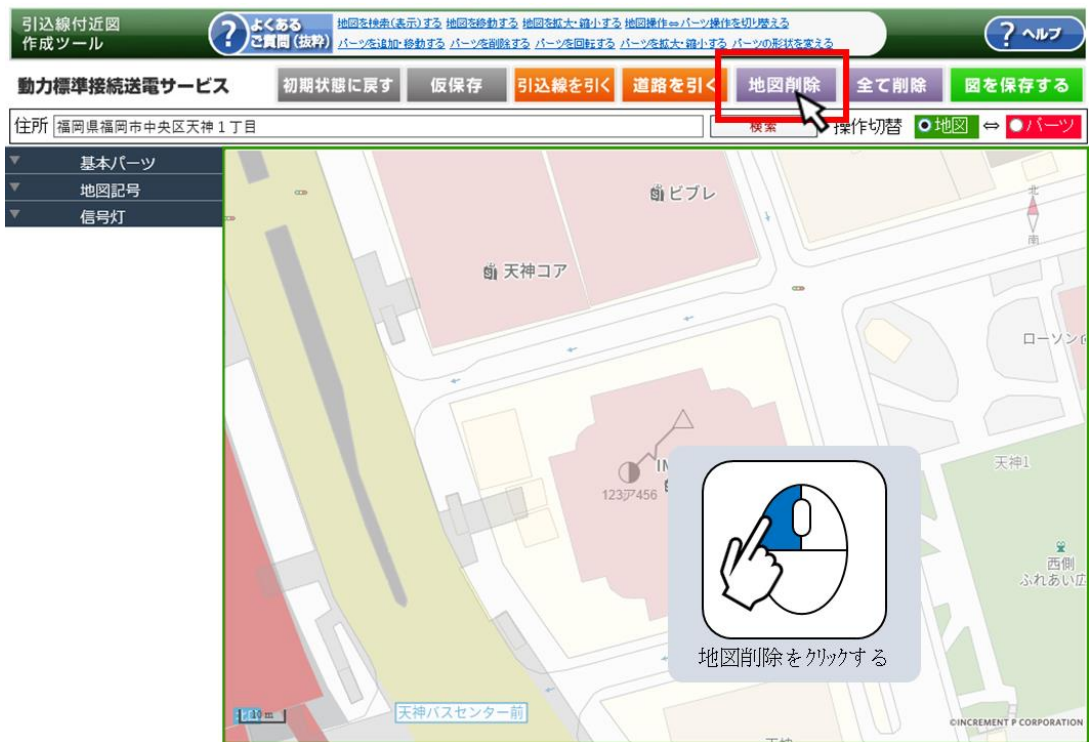 引込線付近図
作成ツール
?
よくある
ご質問(抜粋)
地図を検索(表示)する 地図を移動する 地図を拡大・縮小する 地図操作⇔パーツ操作を切り替える
パーツを追加・移動する パーツを削除する パーツを回転する パーツを拡大・縮小する パーツの形状を変える
? ヘルプ
動力標準接続送電サービス
初期状態に戻す 仮保存 引込線を引く 道路を引く 地図削除 全て削除 図を保存する
住所 福岡県福岡市中央区天神1丁目 検索 操作切替 地図 ⇔ パーツ
基本パーツ
地図記号
信号灯
ビブレ
北
南
天神コア
ローソン
天神1
IM
123ア456
西側
ふれあい広
地図削除をクリックする
天神バスセンター前
10m
©INCREMENT P CORPORATION